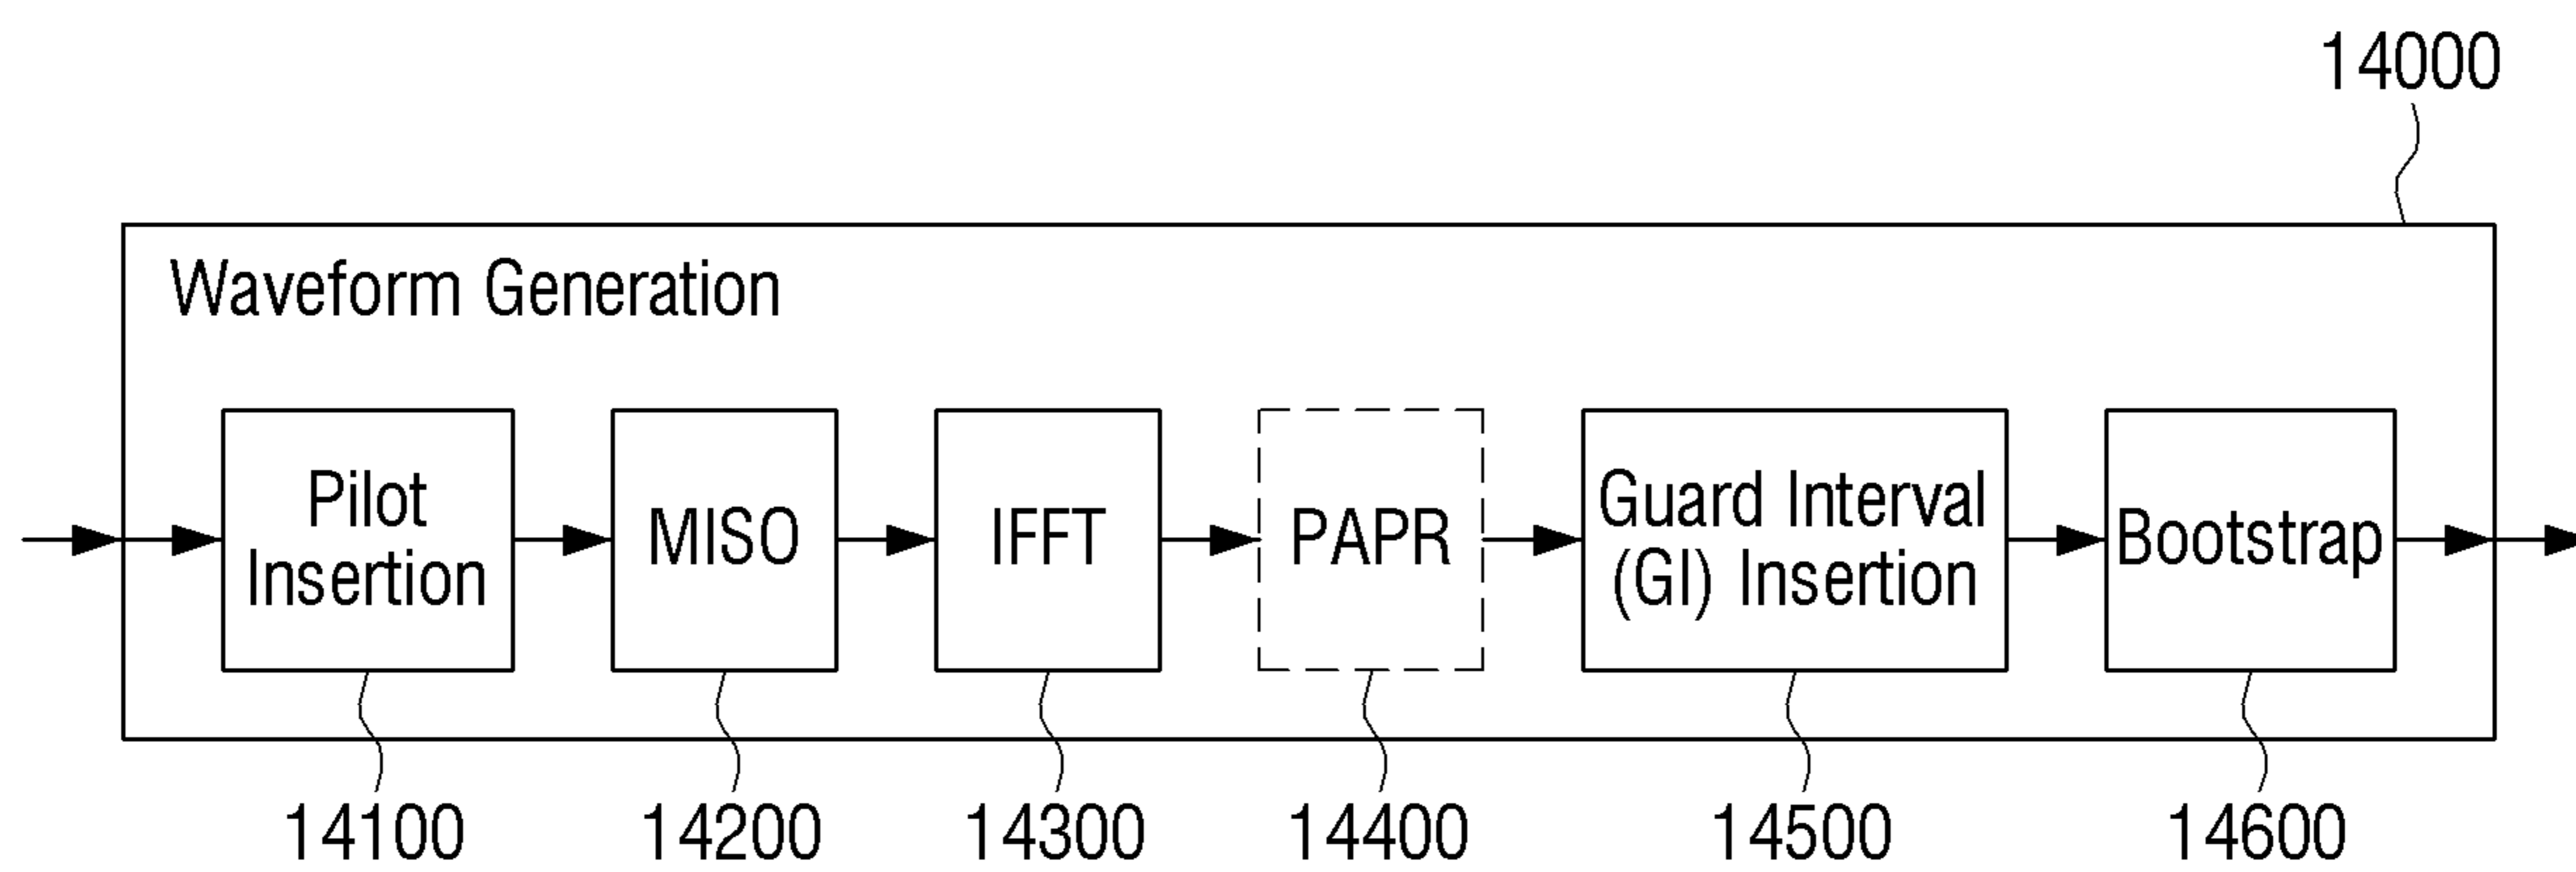 14000
Waveform Generation
Pilot
Insertion
MISO
IFFT
PAPR
Guard Interval
(GI) Insertion
Bootstrap
14100
14200
14300
14400
14500
14600